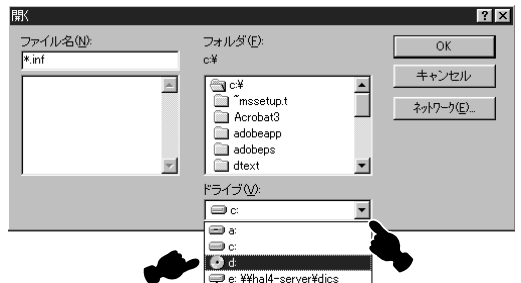 開く
ファイル名(N):
*.inf
フォルダ(F):
c:¥
c:¥
~mssetup.t
Acrobat3
adobeapp
adobeps
dtext
OK
キャンセル
ネットワーク(E)...
ドライブ(V):
c:
a:
c:
d:
e: ¥¥hal4-server¥dics